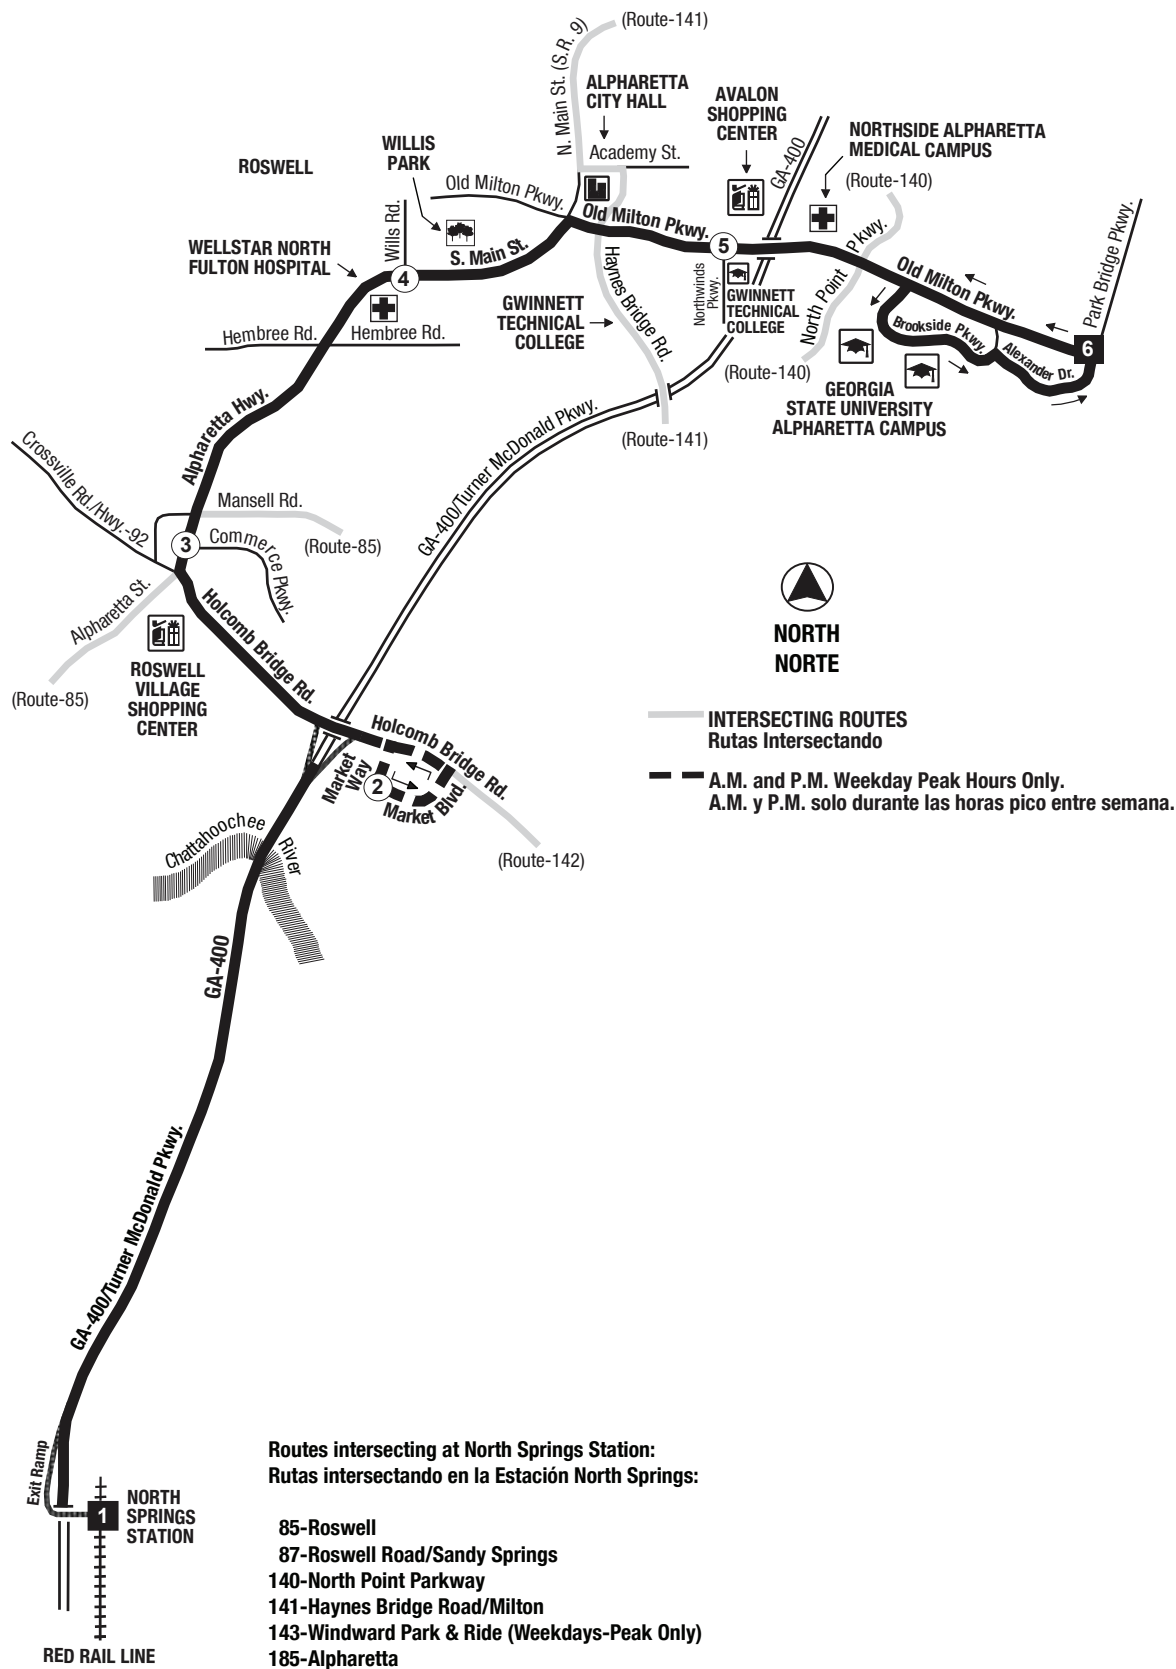 (Route-141)
N. Main St. (S.R. 9)
ALPHARETTA
CITY HALL
AVALON
SHOPPING
CENTER
GA-400
NORTHSIDE ALPHARETTA
MEDICAL CAMPUS
(Route-140)
WILLIS
PARK
ROSWELL
Academy St.
Old Milton Pkwy.
Old Milton Pkwy.
Wills Rd.
S. Main St.
WELLSTAR NORTH
FULTON HOSPITAL
4
5
Haynes Bridge Rd.
Northwinds
Pkwy.
GWINNETT
TECHNICAL
COLLEGE
GWINNETT
TECHNICAL
COLLEGE
North Point Pkwy.
Old Milton Pkwy.
Park Bridge Pkwy.
Brookside Pkwy.
Alexander Dr.
6
Hembree Rd.
Hembree Rd.
(Route-140)
GEORGIA
STATE UNIVERSITY
ALPHARETTA CAMPUS
(Route-141)
Alpharetta Hwy.
GA-400/Turner McDonald Pkwy.
Crossville Rd./Hwy.-92
Mansell Rd.
(Route-85)
3
Commerce Pkwy.
Alpharetta St.
(Route-85)
ROSWELL
VILLAGE
SHOPPING
CENTER
Holcomb Bridge Rd.
NORTH
NORTE
INTERSECTING ROUTES
Rutas Intersectando
A.M. and P.M. Weekday Peak Hours Only.
A.M. y P.M. solo durante las horas pico entre semana.
Holcomb Bridge Rd.
Market
Way
2
Market Blvd.
(Route-142)
Chattahoochee
River
GA-400
GA-400/Turner McDonald Pkwy.
Exit Ramp
1
NORTH
SPRINGS
STATION
RED RAIL LINE
Routes intersecting at North Springs Station:
Rutas intersectando en la Estación North Springs:
85-Roswell
87-Roswell Road/Sandy Springs
140-North Point Parkway
141-Haynes Bridge Road/Milton
143-Windward Park & Ride (Weekdays-Peak Only)
185-Alpharetta